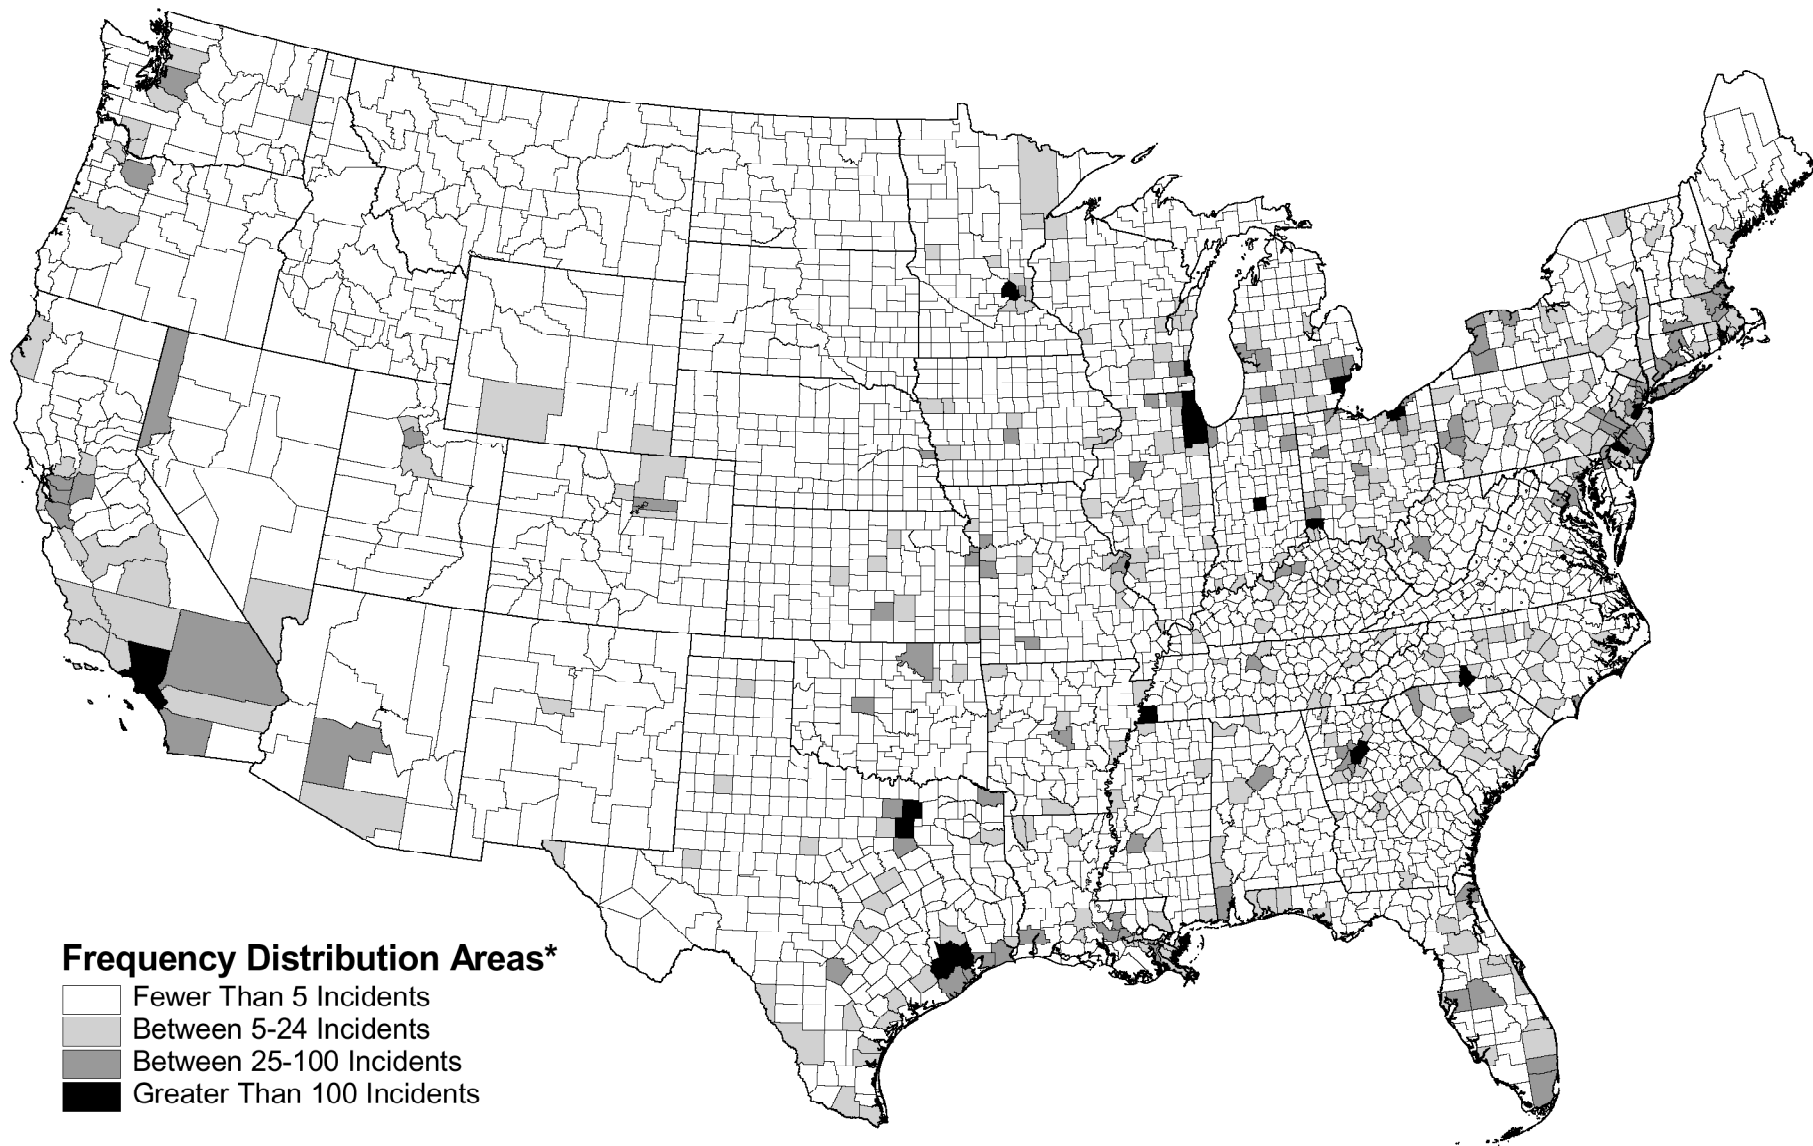 Frequency Distribution Areas*
Fewer Than 5 Incidents
Between 5-24 Incidents
Between 25-100 Incidents
Greater Than 100 Incidents